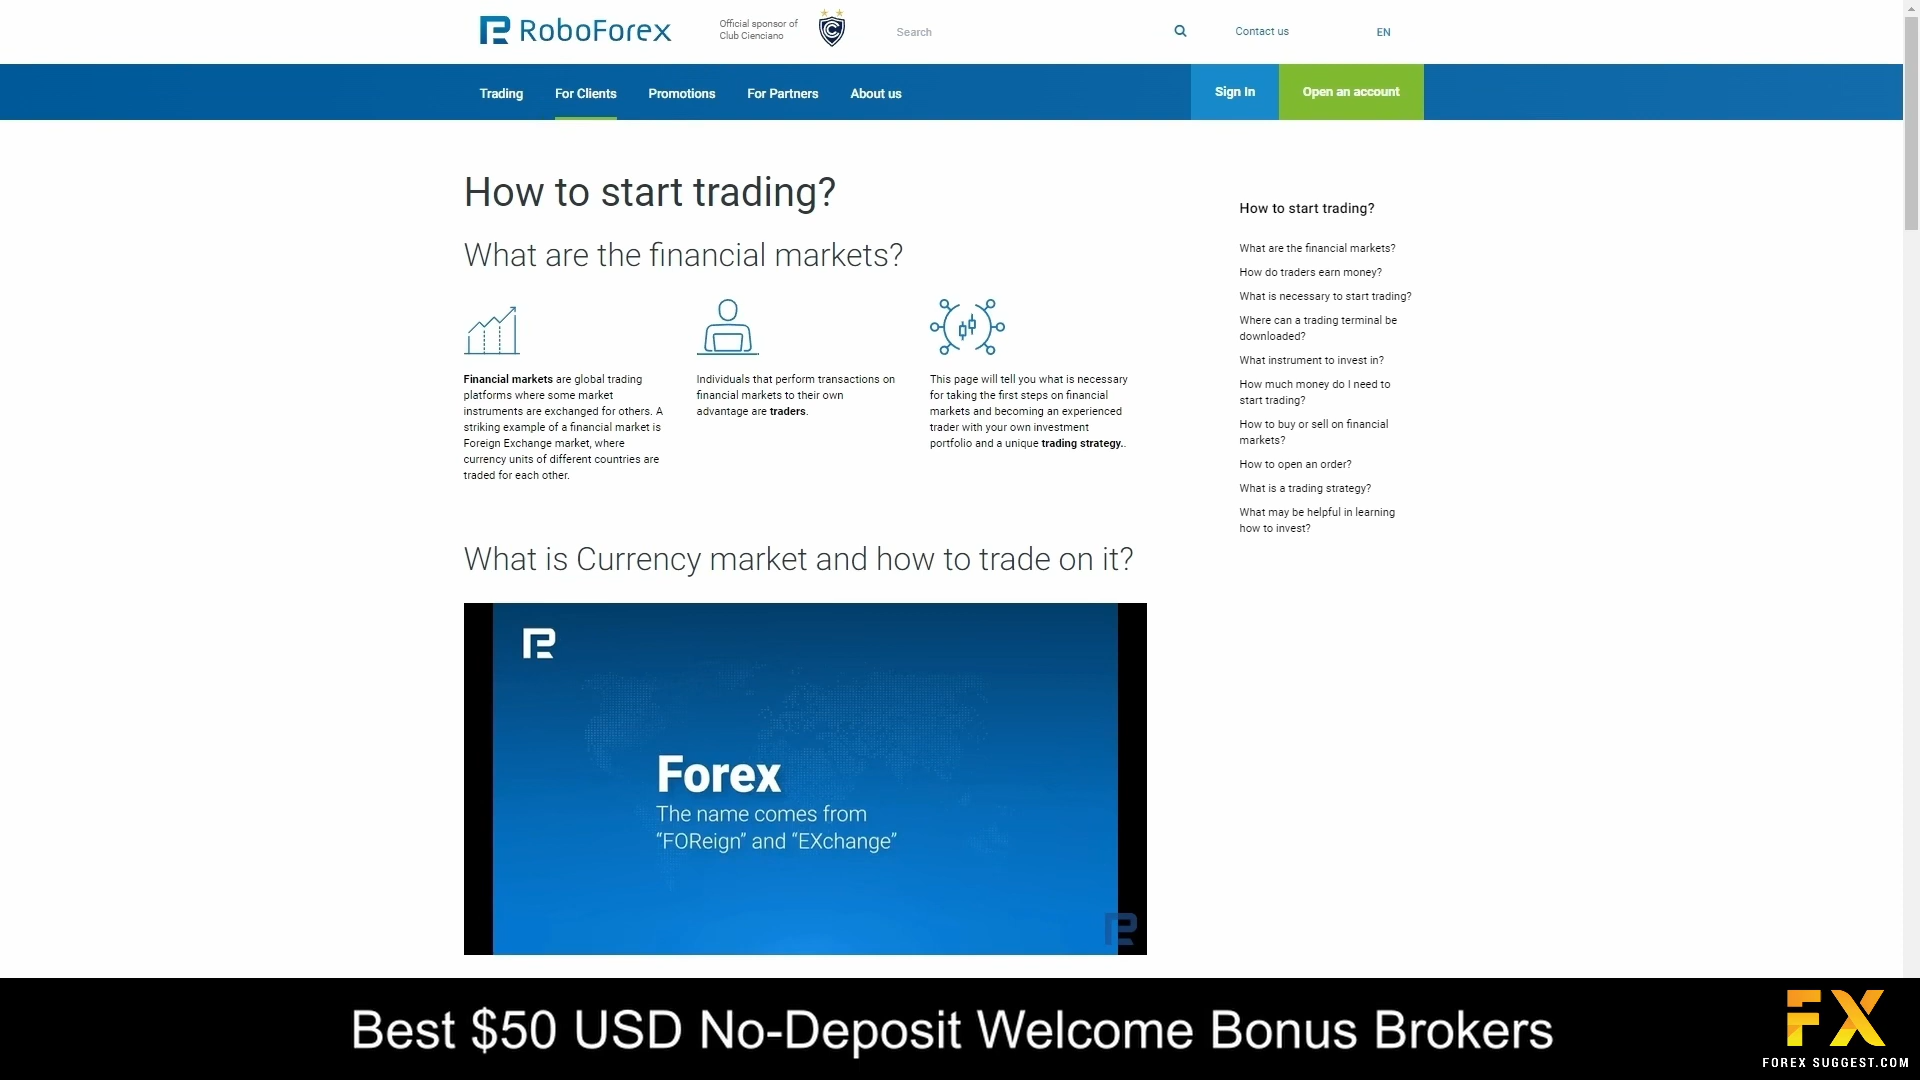 RoboForex
Official sponsor of
Club Cienciano
Search
Contact us
EN
Trading
For Clients
Promotions
For Partners
About us
Sign In
Open an account
How to start trading?
What are the financial markets?
Financial markets are global trading
platforms where some market
instruments are exchanged for others. A
striking example of a financial market is
Foreign Exchange market, where
currency units of different countries are
traded for each other.
Individuals that perform transactions on
financial markets to their own
advantage are traders.
This page will tell you what is necessary
for taking the first steps on financial
markets and becoming an experienced
trader with your own investment
portfolio and a unique trading strategy..
How to start trading?
What are the financial markets?
How do traders earn money?
What is necessary to start trading?
Where can a trading terminal be
downloaded?
What instrument to invest in?
How much money do I need to
start trading?
How to buy or sell on financial
markets?
How to open an order?
What is a trading strategy?
What may be helpful in learning
how to invest?
What is Currency market and how to trade on it?
Forex
The name comes from
“FOReign” and “EXchange”
Best $50 USD No-Deposit Welcome Bonus Brokers
FX
FOREX SUGGEST.COM